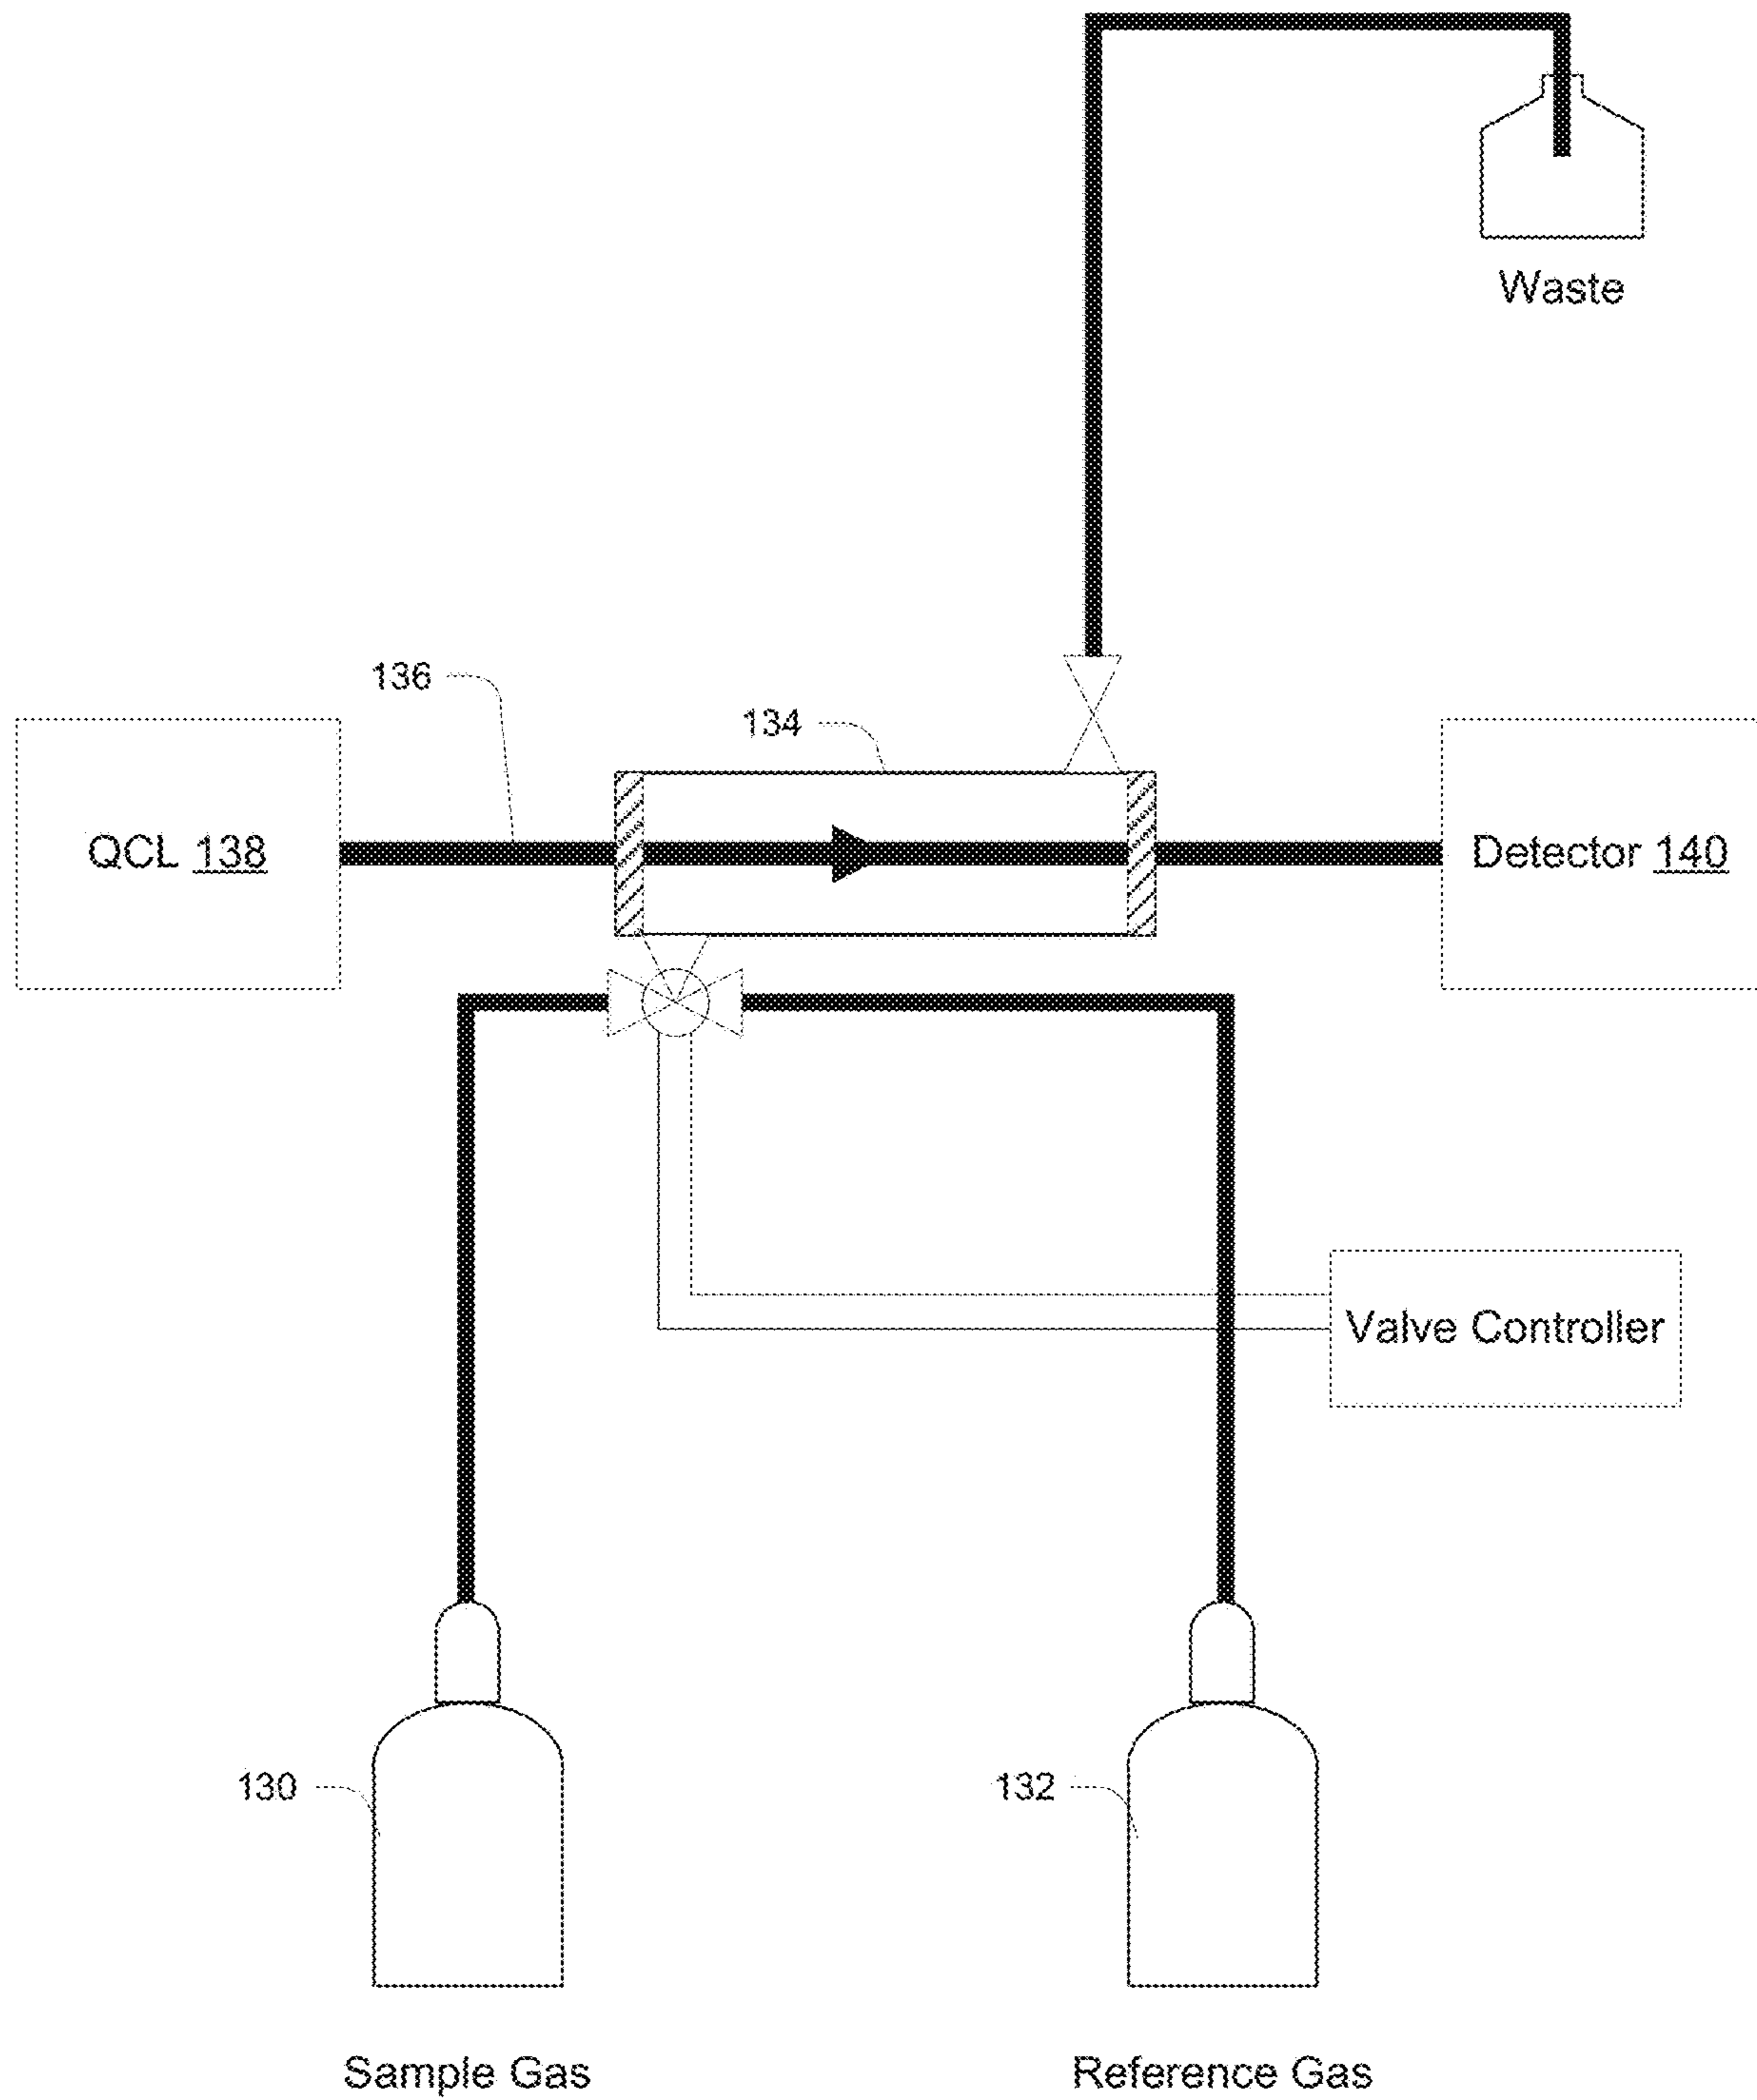 Waste
136
134
QCL 138
Detector 140
Valve Controller
130
132
Sample Gas
Reference Gas